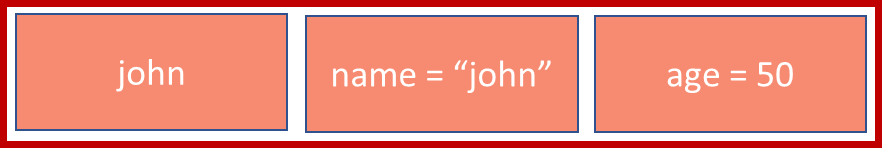 john
name = “john”
age = 50